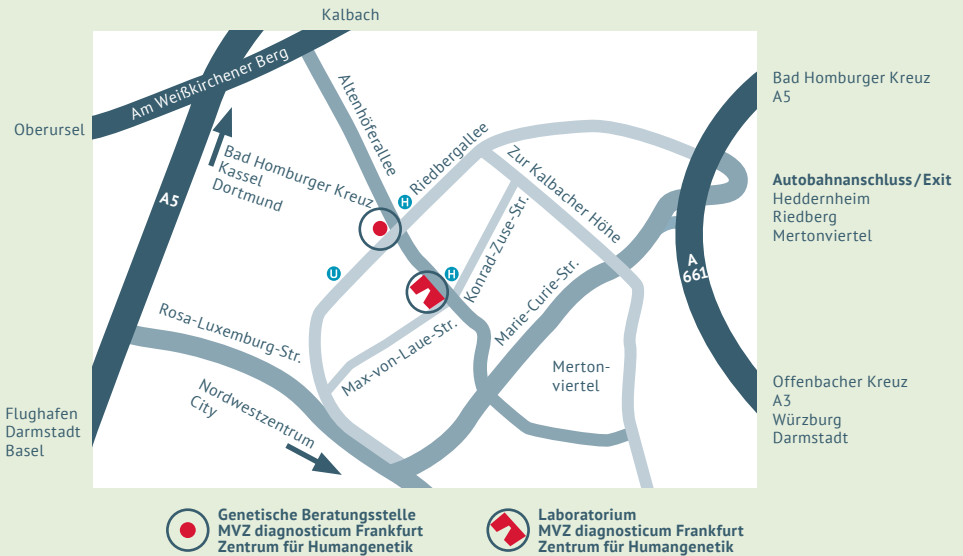 Kalbach
Am Weißkirchener Berg
Oberursel
A5
Bad Homburger Kreuz
Kassel
Dortmund
Altenhöferallee
H
Riedbergallee
Zur Kalbacher Höhe
Bad Homburger Kreuz
A5
Autobahnanschluss/Exit
Heddernheim
Riedberg
Mertonviertel
U
H
Konrad-Zuse-Str.
Marie-Curie-Str.
A
661
Rosa-Luxemburg-Str.
Max-von-Laue-Str.
Merton-
viertel
Nordwestzentrum
City
Flughafen
Darmstadt
Basel
Offenbacher Kreuz
A3
Würzburg
Darmstadt
Genetische Beratungsstelle
MVZ diagnosticum Frankfurt
Zentrum für Humangenetik
Laboratorium
MVZ diagnosticum Frankfurt
Zentrum für Humangenetik